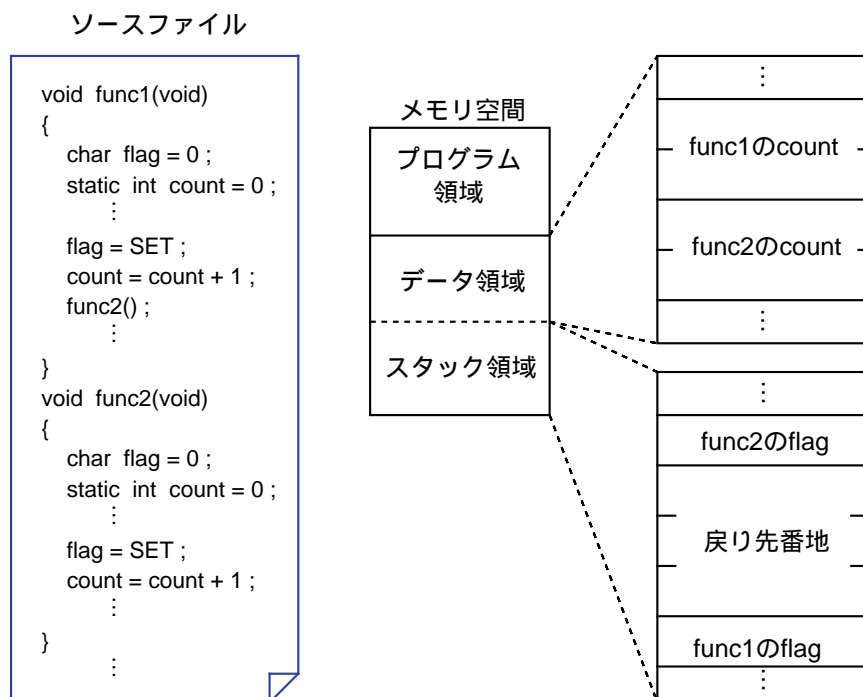 ソースファイル
void func1(void)
{
char flag = 0 ;
static int count = 0 ;
⋮
flag = SET ;
count = count + 1 ;
func2() ;
⋮
}
void func2(void)
{
char flag = 0 ;
static int count = 0 ;
⋮
flag = SET ;
count = count + 1 ;
⋮
}
⋮
メモリ空間
プログラム
領域
データ領域
スタック領域
⋮
func1のcount
func2のcount
⋮
⋮
func2のflag
戻り先番地
func1のflag
⋮